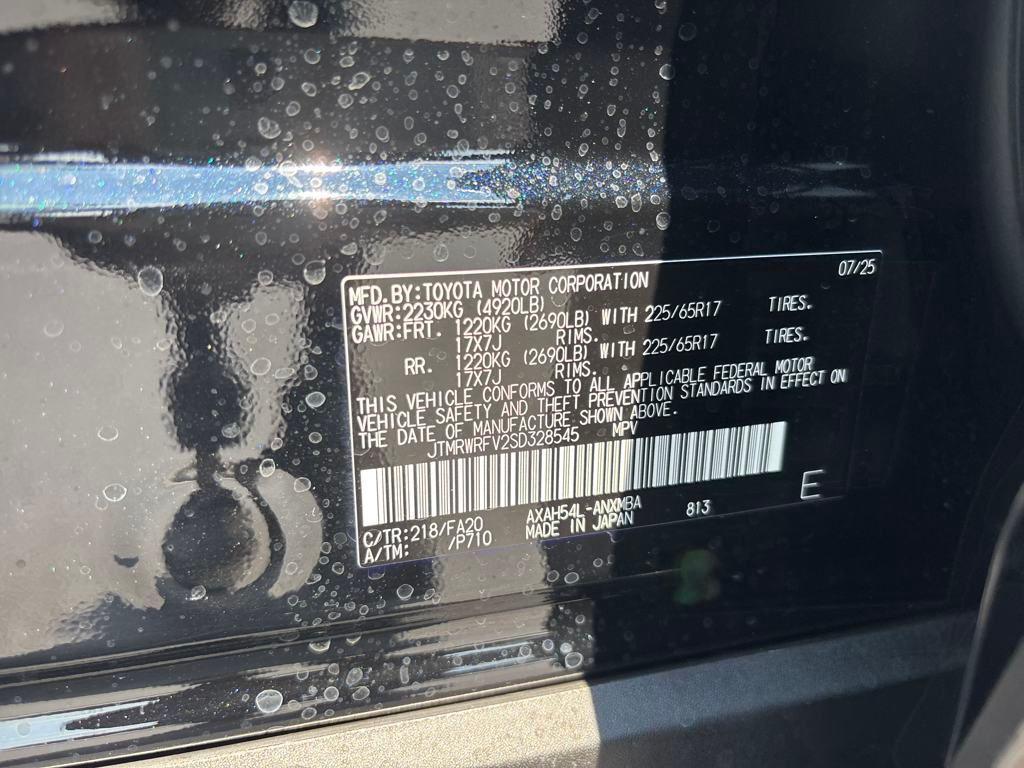 07/25
MFD.BY:TOYOTA MOTOR CORPORATION
GVWR:2230KG (4920LB)
GAWR:FRT. 1220KG (2690LB) WITH 225/65R17 TIRES.
17X7J RIMS.
RR. 1220KG (2690LB) WITH 225/65R17 TIRES.
17X7J RIMS.
THIS VEHICLE CONFORMS TO ALL APPLICABLE FEDERAL MOTOR
VEHICLE SAFETY AND THEFT PREVENTION STANDARDS IN EFFECT ON
THE DATE OF MANUFACTURE SHOWN ABOVE.
JTMRWRFV2SD328545 MPV
E
C/TR:218/FA20 AXAH54L-ANXMBA 813
A/TM: /P710 MADE IN JAPAN